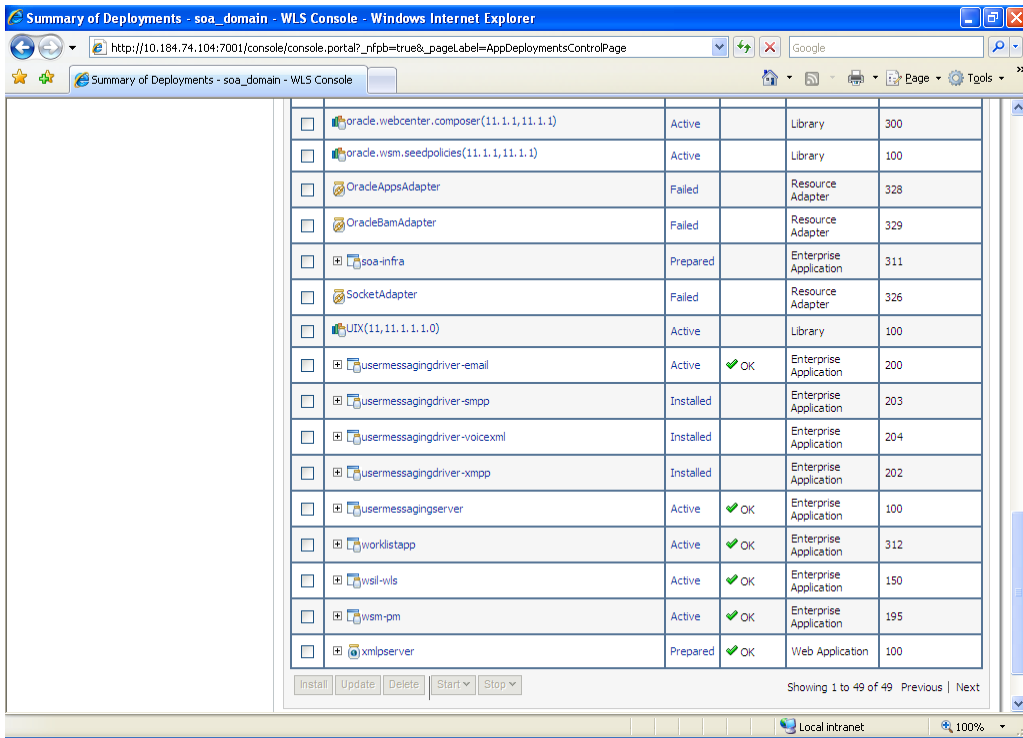 Summary of Deployments - soa_domain - WLS Console - Windows Internet Explorer
http://10.184.74.104:7001/console/console.portal?_nfpb=true&_pageLabel=AppDeploymentsControlPage
Google
Summary of Deployments - soa_domain - WLS Console
Page
Tools
oracle.webcenter.composer(11.1.1,11.1.1) Active Library 300
oracle.wsm.seedpolicies(11.1.1,11.1.1) Active Library 100
OracleAppsAdapter Failed Resource Adapter 328
OracleBamAdapter Failed Resource Adapter 329
soa-infra Prepared Enterprise Application 311
SocketAdapter Failed Resource Adapter 326
UIX(11,11.1.1.1.0) Active Library 100
usermessagingdriver-email Active OK Enterprise Application 200
usermessagingdriver-smpp Installed Enterprise Application 203
usermessagingdriver-voicexml Installed Enterprise Application 204
usermessagingdriver-xmpp Installed Enterprise Application 202
usermessagingserver Active OK Enterprise Application 100
worklistapp Active OK Enterprise Application 312
wsil-wls Active OK Enterprise Application 150
wsm-pm Active OK Enterprise Application 195
xmlpserver Prepared OK Web Application 100
Install Update Delete Start Stop
Showing 1 to 49 of 49 Previous | Next
Local intranet 100%